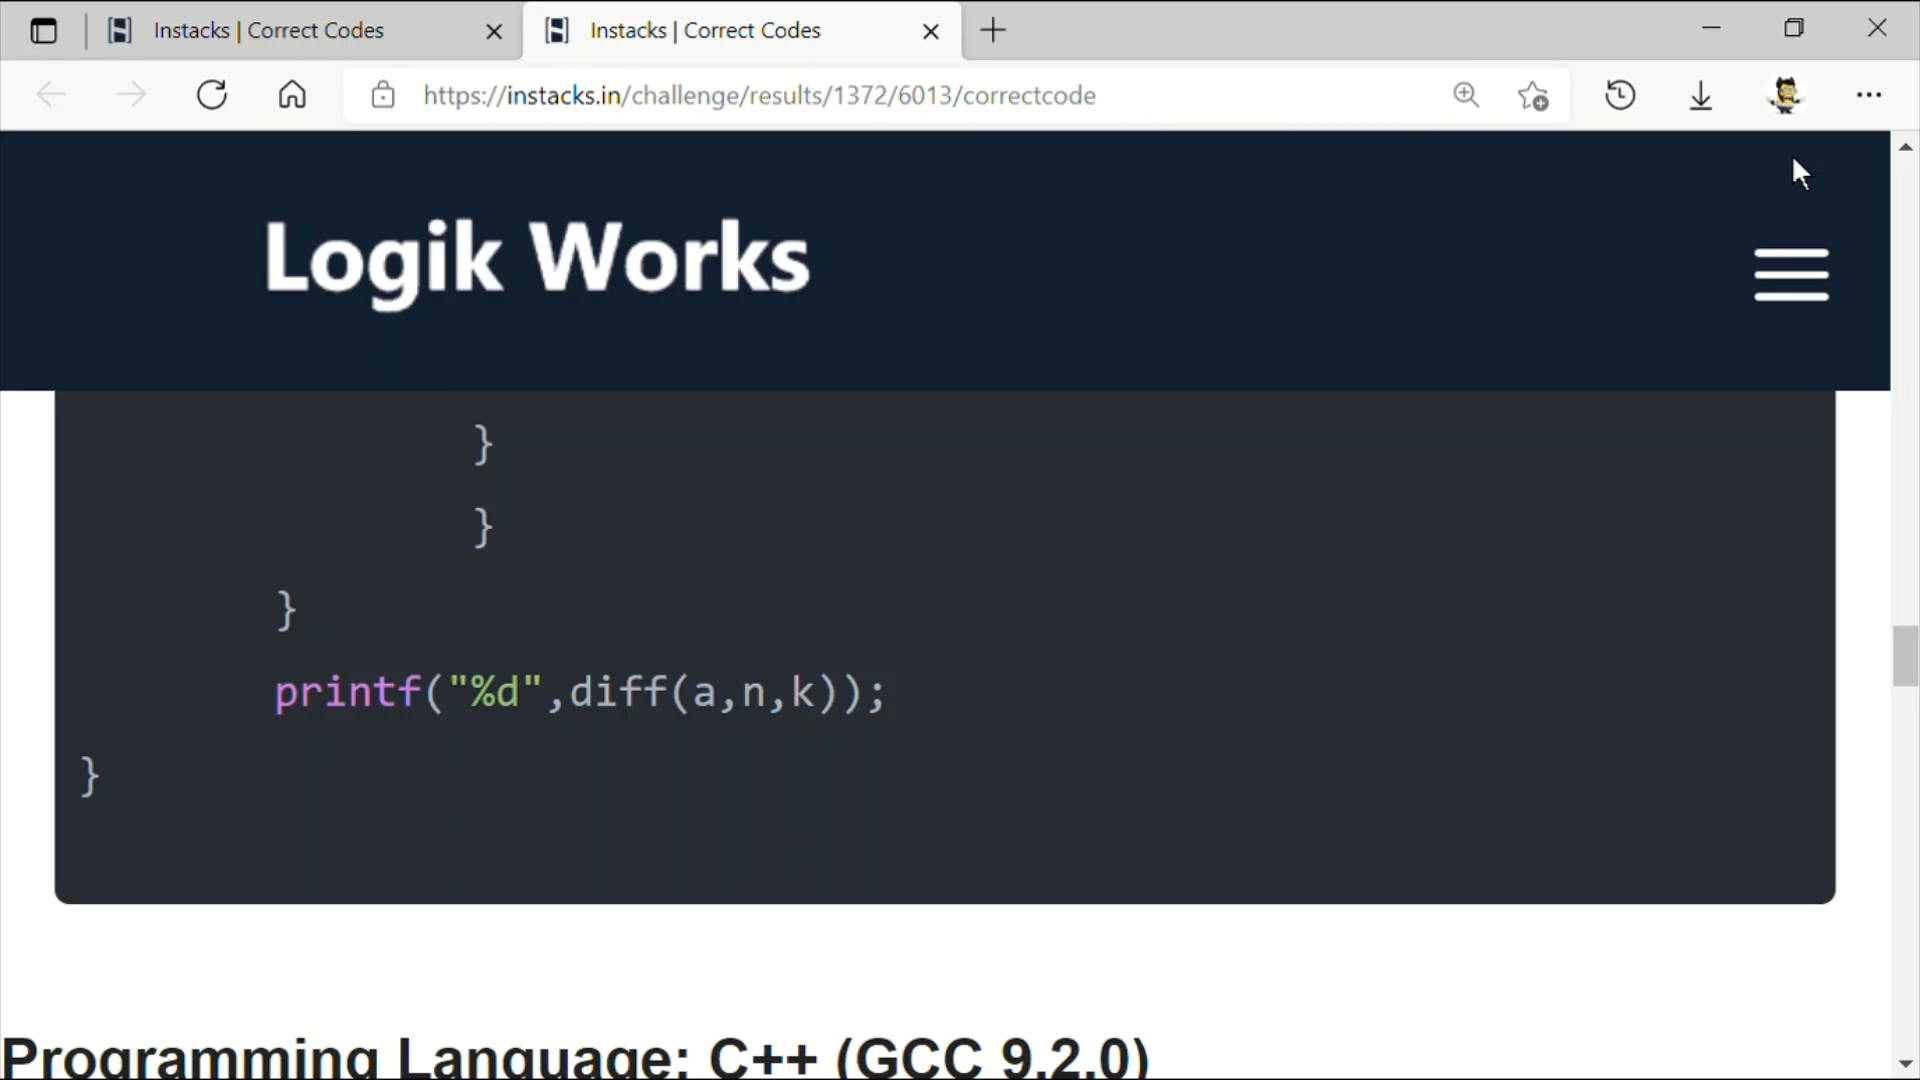 Instacks | Correct Codes
Instacks | Correct Codes
https://instacks.in/challenge/results/1372/6013/correctcode
Logik Works
}
}
}
printf("%d",diff(a,n,k));
}
Programming Language: C++ (GCC 9.2.0)